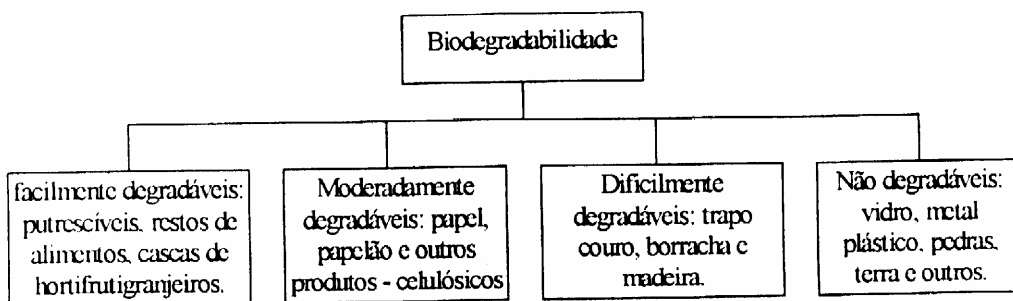 Biodegradabilidade
facilmente degradáveis:
putrescíveis, restos de
alimentos, cascas de
hortifrutigranjeiros.
Moderadamente
degradáveis: papel,
papelão e outros
produtos - celulósicos
Dificilmente
degradáveis: trapo
couro, borracha e
madeira.
Não degradáveis:
vidro, metal
plástico, pedras,
terra e outros.